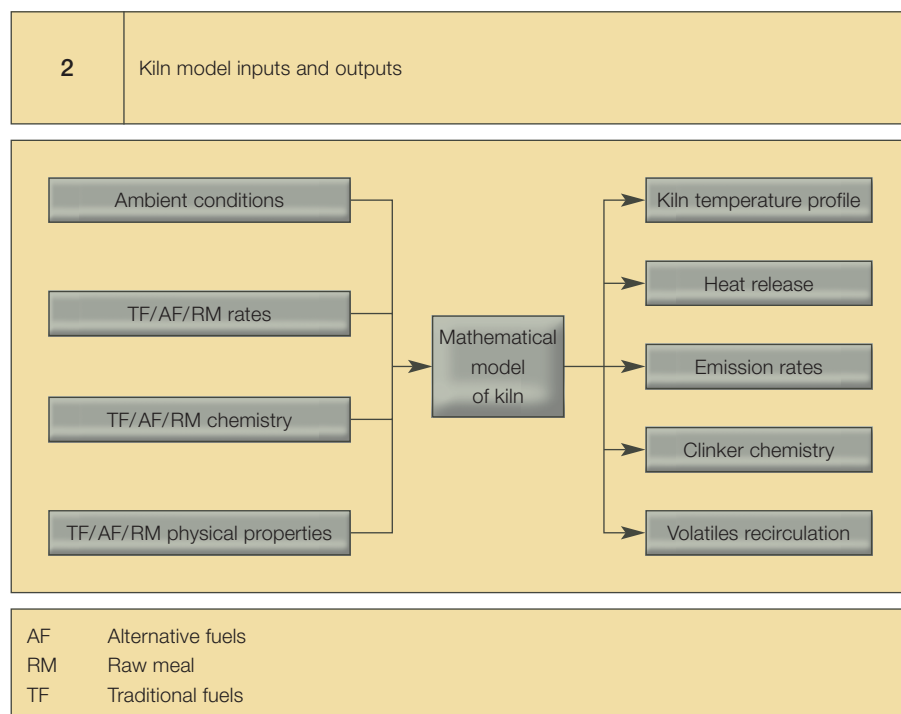 2
Kiln model inputs and outputs
Ambient conditions
TF/AF/RM rates
TF/AF/RM chemistry
TF/AF/RM physical properties
Mathematical
model
of kiln
Kiln temperature profile
Heat release
Emission rates
Clinker chemistry
Volatiles recirculation
AF Alternative fuels
RM Raw meal
TF Traditional fuels